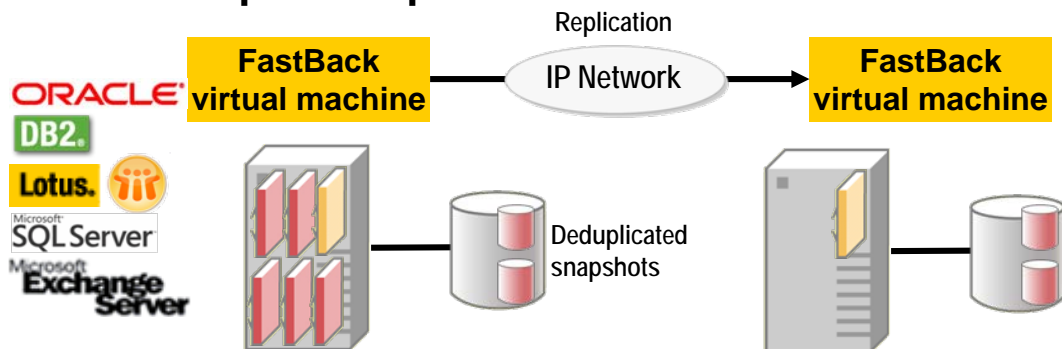 Replication
FastBack
virtual machine
IP Network
FastBack
virtual machine
ORACLE
DB2.
Lotus.
Microsoft
SQL Server
Microsoft
Exchange
Server
Deduplicated
snapshots